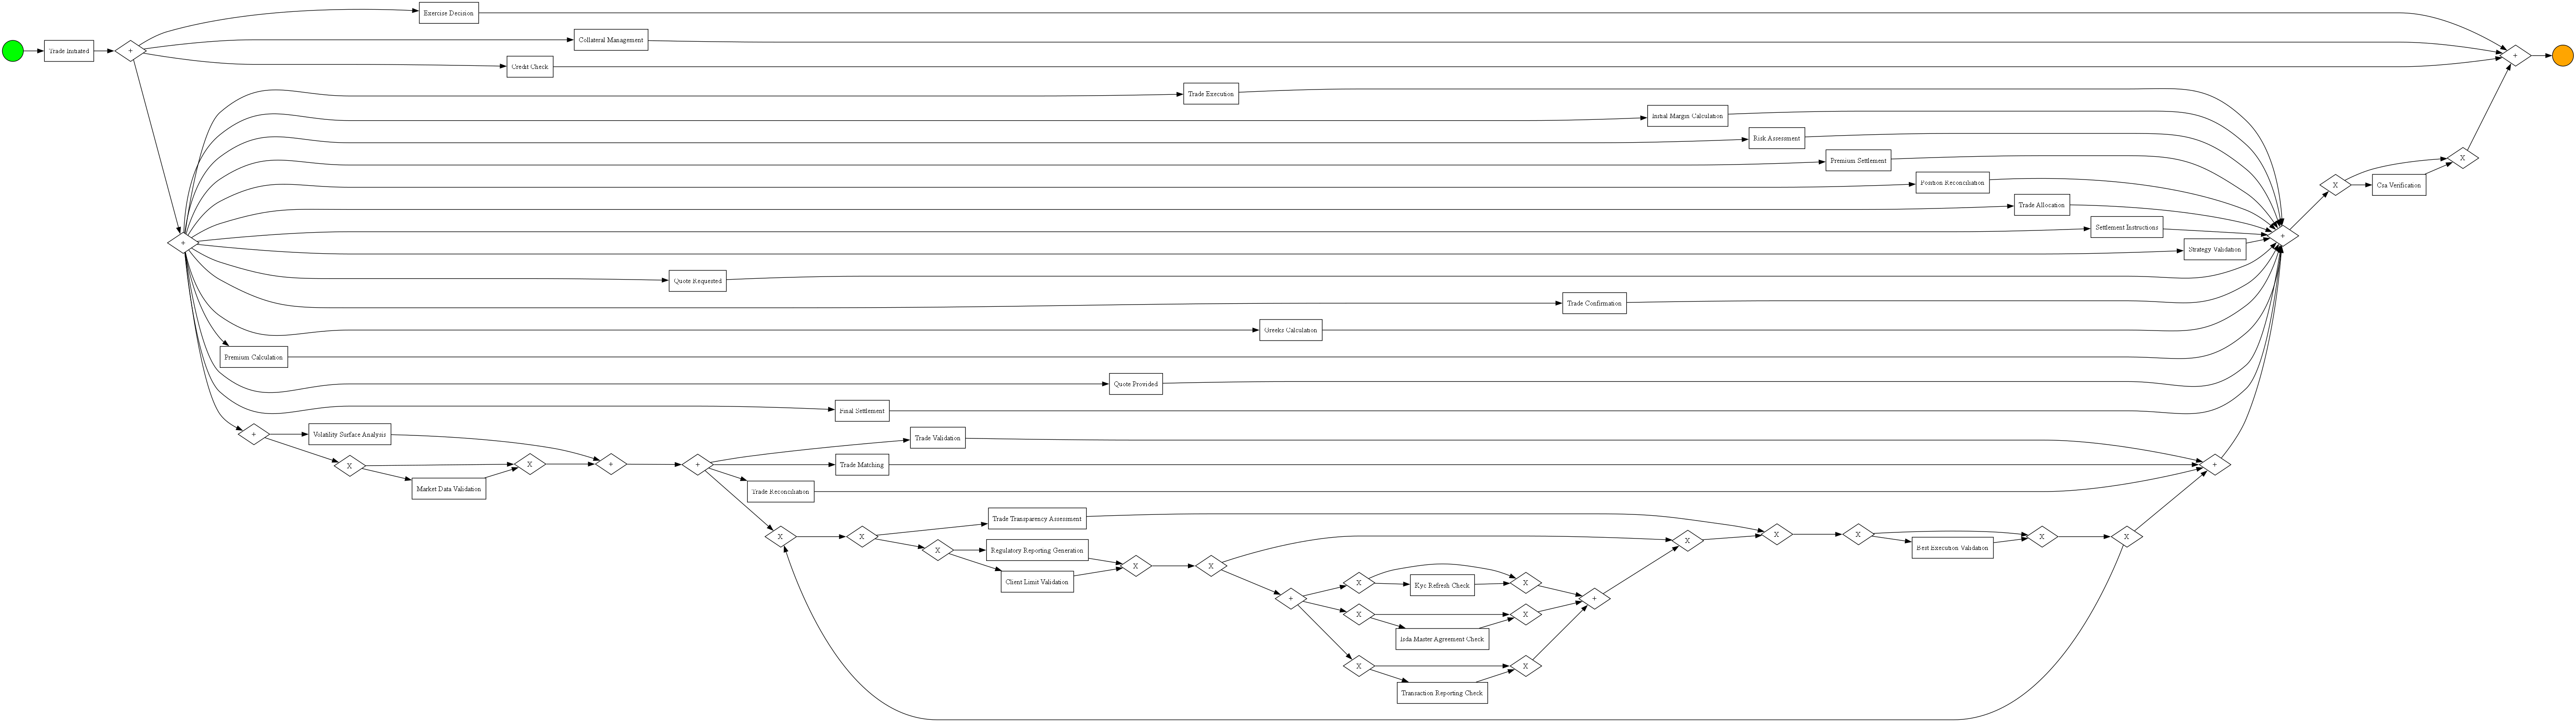 Exercise Decision
Collateral Management
Trade Initiated
+
+
Credit Check
Trade Execution
Initial Margin Calculation
Risk Assessment
Premium Settlement
X
Position Reconciliation
X
Csa Verification
Trade Allocation
Settlement Instructions
+
+
Strategy Validation
Quote Requested
Trade Confirmation
Greeks Calculation
Premium Calculation
Quote Provided
Final Settlement
+
Volatility Surface Analysis
Trade Validation
X
X
+
+
Trade Matching
+
Market Data Validation
Trade Reconciliation
Trade Transparency Assessment
X
X
X
X
X
X
X
Regulatory Reporting Generation
X
Best Execution Validation
X
X
Client Limit Validation
X
Kyc Refresh Check
X
+
+
X
X
Isda Master Agreement Check
X
X
Transaction Reporting Check